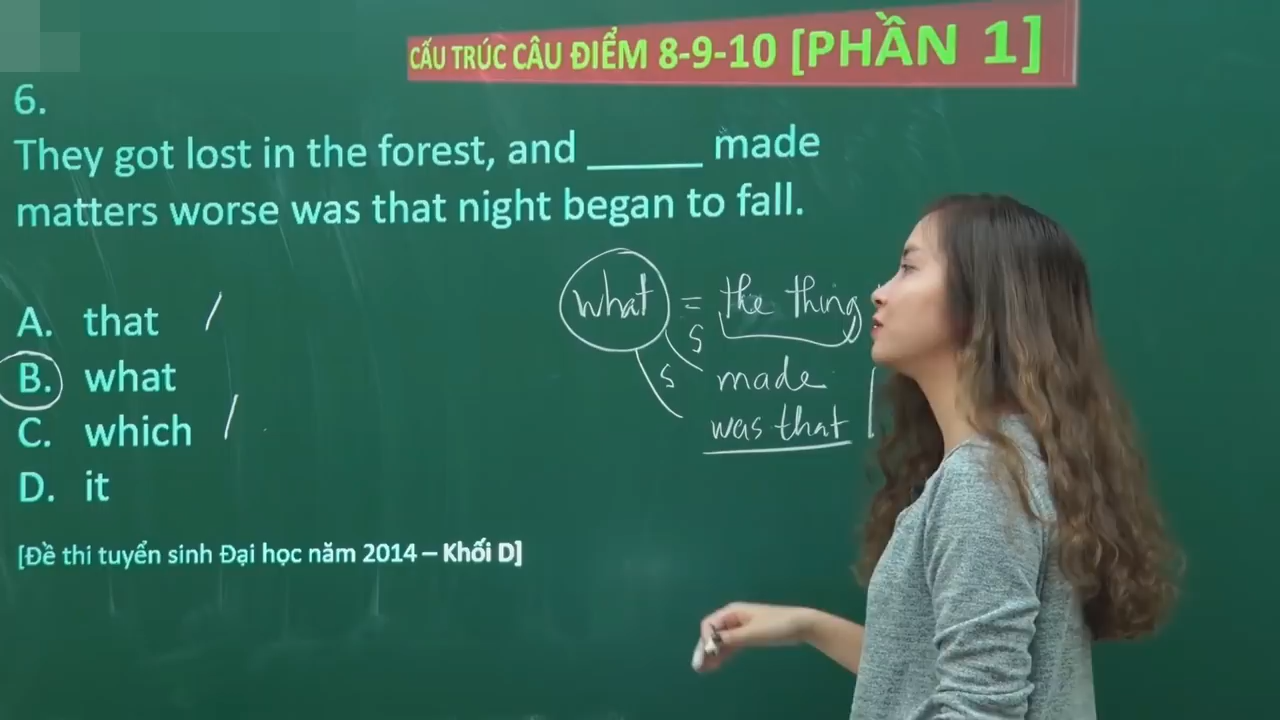 CẤU TRÚC CÂU ĐIỂM 8-9-10 [PHẦN 1]
6.
They got lost in the forest, and ______ made
matters worse was that night began to fall.
what = the thing
S
S made
was that
A. that /
B. what
C. which /
D. it
[Đề thi tuyển sinh Đại học năm 2014 – Khối D]